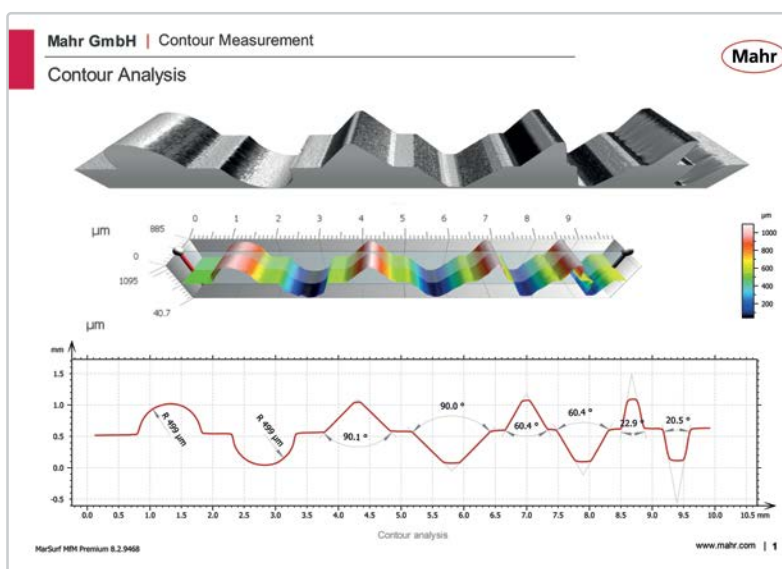 Mahr GmbH | Contour Measurement
Mahr
Contour Analysis
0 1 2 3 4 5 6 7 8 9
µm
885
0
1095
40.7
µm
µm
1000
800
600
400
200
mm
1.5
1.0
0.5
0.0
-0.5
R 499 µm
R 499 µm
90.1 °
90.0 °
60.4 °
60.4 °
22.9 °
20.5 °
0.0 0.5 1.0 1.5 2.0 2.5 3.0 3.5 4.0 4.5 5.0 5.5 6.0 6.5 7.0 7.5 8.0 8.5 9.0 9.5 10.0 10.5 mm
Contour analysis
MarSurf MfM Premium 8.2.9468
www.mahr.com | 1